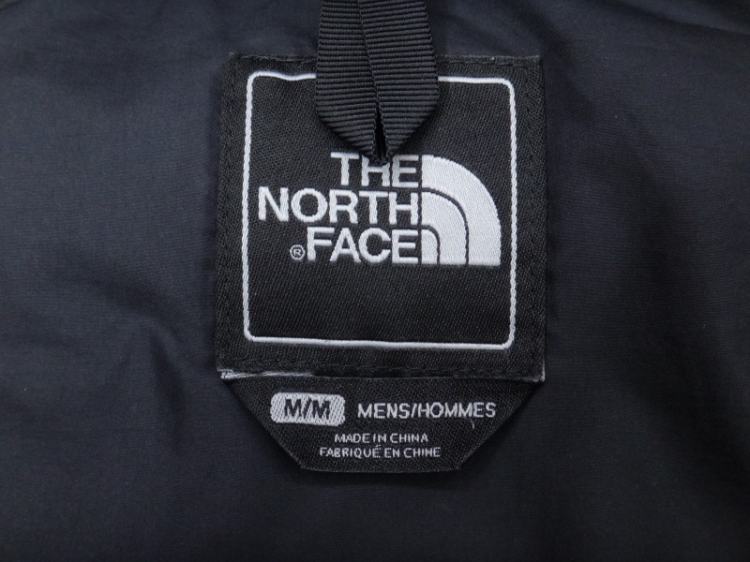 THE
NORTH
®FACE
M/M MENS/HOMMES
MADE IN CHINA
FABRIQUÉ EN CHINE